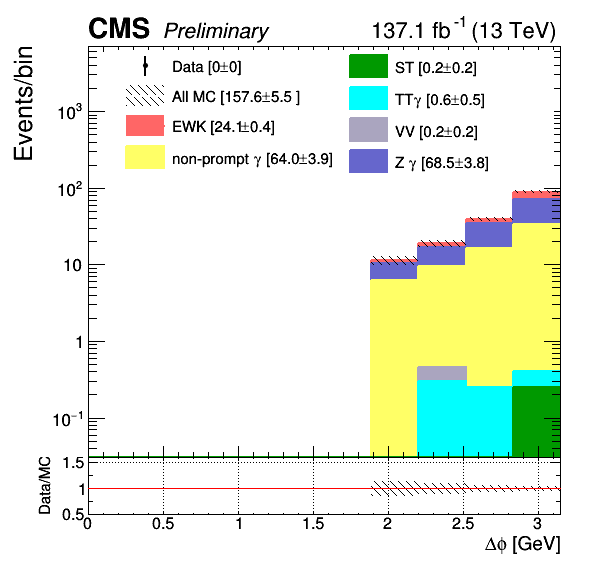 CMS Preliminary 137.1 fb⁻¹ (13 TeV)
Events/bin
Data [0±0]
All MC [157.6±5.5 ]
EWK [24.1±0.4]
non-prompt γ [64.0±3.9]
ST [0.2±0.2]
TTγ [0.6±0.5]
VV [0.2±0.2]
Z γ [68.5±3.8]
10³
10²
10
1
10⁻¹
Data/MC
1.5
1
0.5
0 0.5 1 1.5 2 2.5 3
Δϕ [GeV]